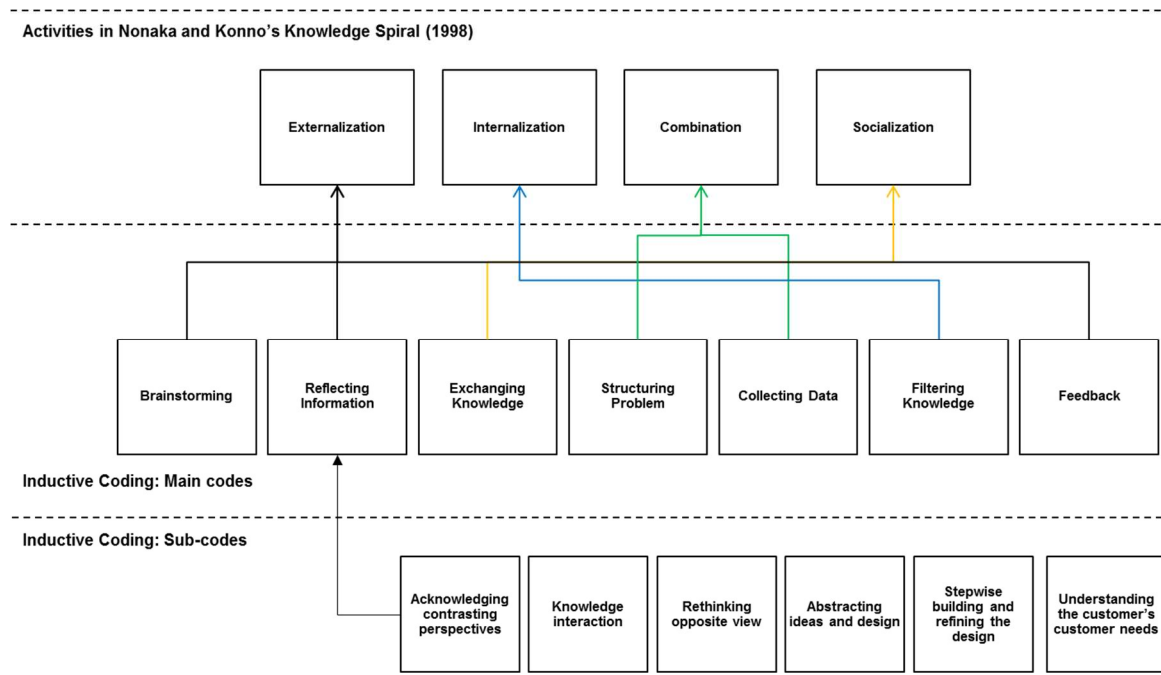 Activities in Nonaka and Konno's Knowledge Spiral (1998)
Externalization
Internalization
Combination
Socialization
Brainstorming
Reflecting
Information
Exchanging
Knowledge
Structuring
Problem
Collecting Data
Filtering
Knowledge
Feedback
Inductive Coding: Main codes
Inductive Coding: Sub-codes
Acknowledging
contrasting
perspectives
Knowledge
interaction
Rethinking
opposite view
Abstracting
ideas and design
Stepwise
building and
refining the
design
Understanding
the customer's
customer needs